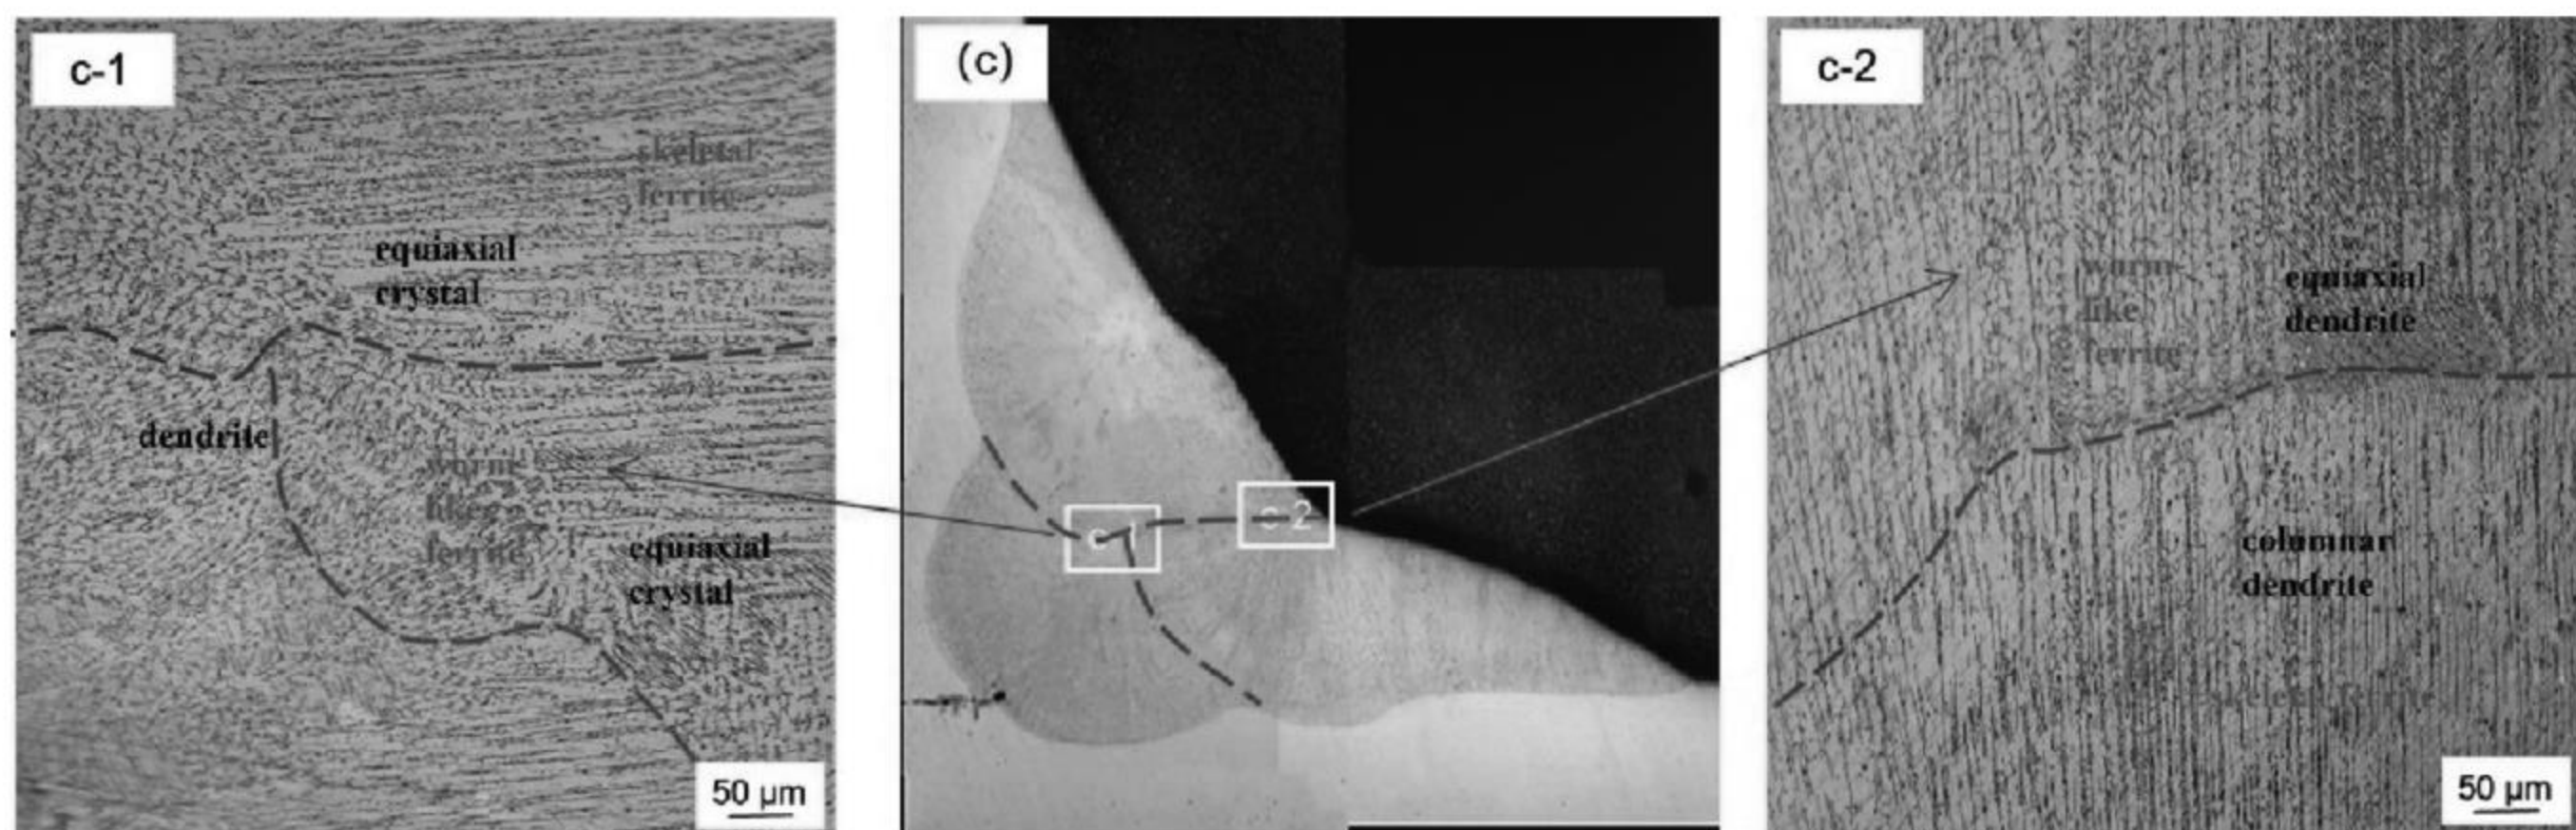 c-1
skeletal
ferrite
equiaxial
crystal
dendrite
worm-
like
ferrite
equiaxial
crystal
50 µm
(c)
c-2
c-2
worm-
like
ferrite
equiaxial
dendrite
columnar
dendrite
50 µm